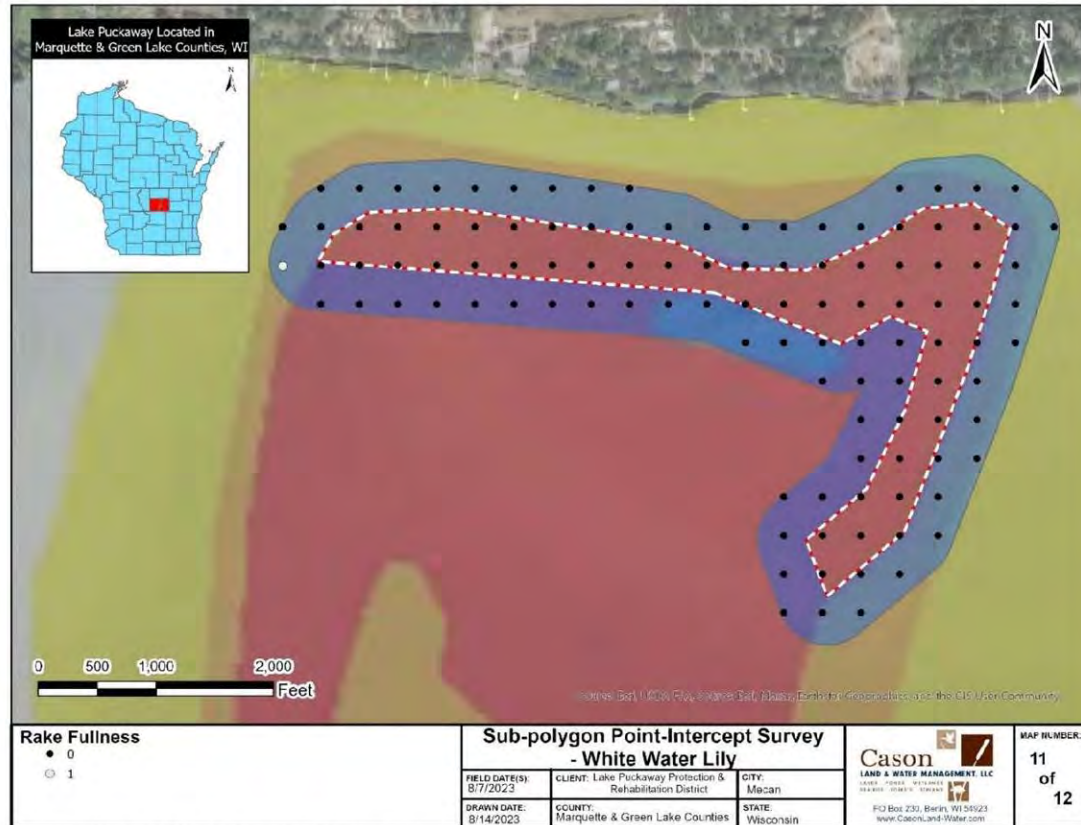 Lake Puckaway Located in
Marquette & Green Lake Counties, WI
N
N
0 500 1,000 2,000
Feet
Rake Fullness
0
1
Sub-polygon Point-Intercept Survey
- White Water Lily
FIELD DATE(S):
8/7/2023
CLIENT: Lake Puckaway Protection &
Rehabilitation District
CITY:
Mecan
DRAWN DATE:
8/14/2023
COUNTY:
Marquette & Green Lake Counties
STATE:
Wisconsin
Cason
LAND & WATER MANAGEMENT, LLC
PO Box 230, Berlin, WI 54923
www.CasonLand-Water.com
MAP NUMBER:
11
of
12